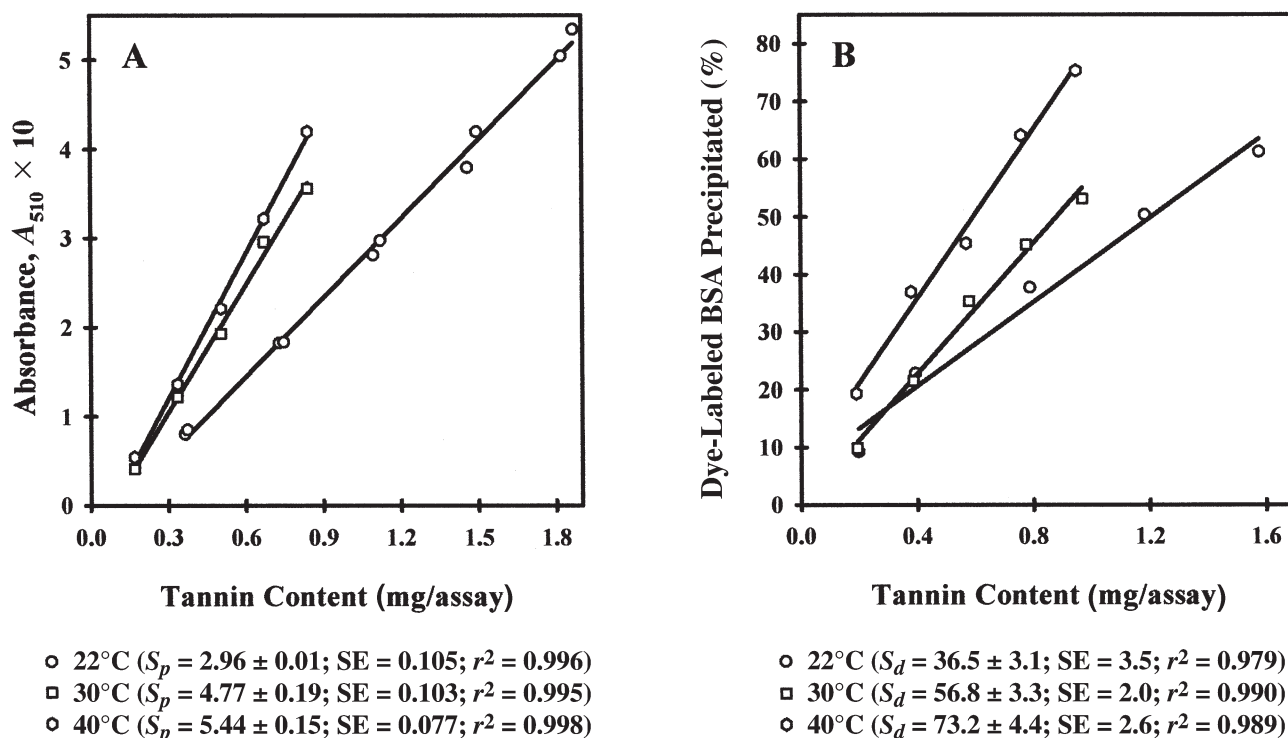 A
Absorbance, A510 × 10
5
4
3
2
1
0
0.0 0.3 0.6 0.9 1.2 1.5 1.8
Tannin Content (mg/assay)
22°C (Sp = 2.96 ± 0.01; SE = 0.105; r2 = 0.996)
30°C (Sp = 4.77 ± 0.19; SE = 0.103; r2 = 0.995)
40°C (Sp = 5.44 ± 0.15; SE = 0.077; r2 = 0.998)
B
Dye-Labeled BSA Precipitated (%)
80
70
60
50
40
30
20
10
0
0.0 0.4 0.8 1.2 1.6
Tannin Content (mg/assay)
22°C (Sd = 36.5 ± 3.1; SE = 3.5; r2 = 0.979)
30°C (Sd = 56.8 ± 3.3; SE = 2.0; r2 = 0.990)
40°C (Sd = 73.2 ± 4.4; SE = 2.6; r2 = 0.989)